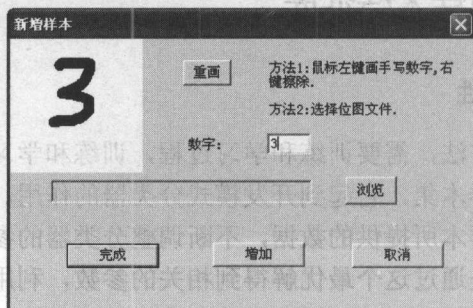 新增样本
3
重画
方法1:鼠标左键画手写数字,右
键擦除.
方法2:选择位图文件.
数字:
3
浏览
完成
增加
取消